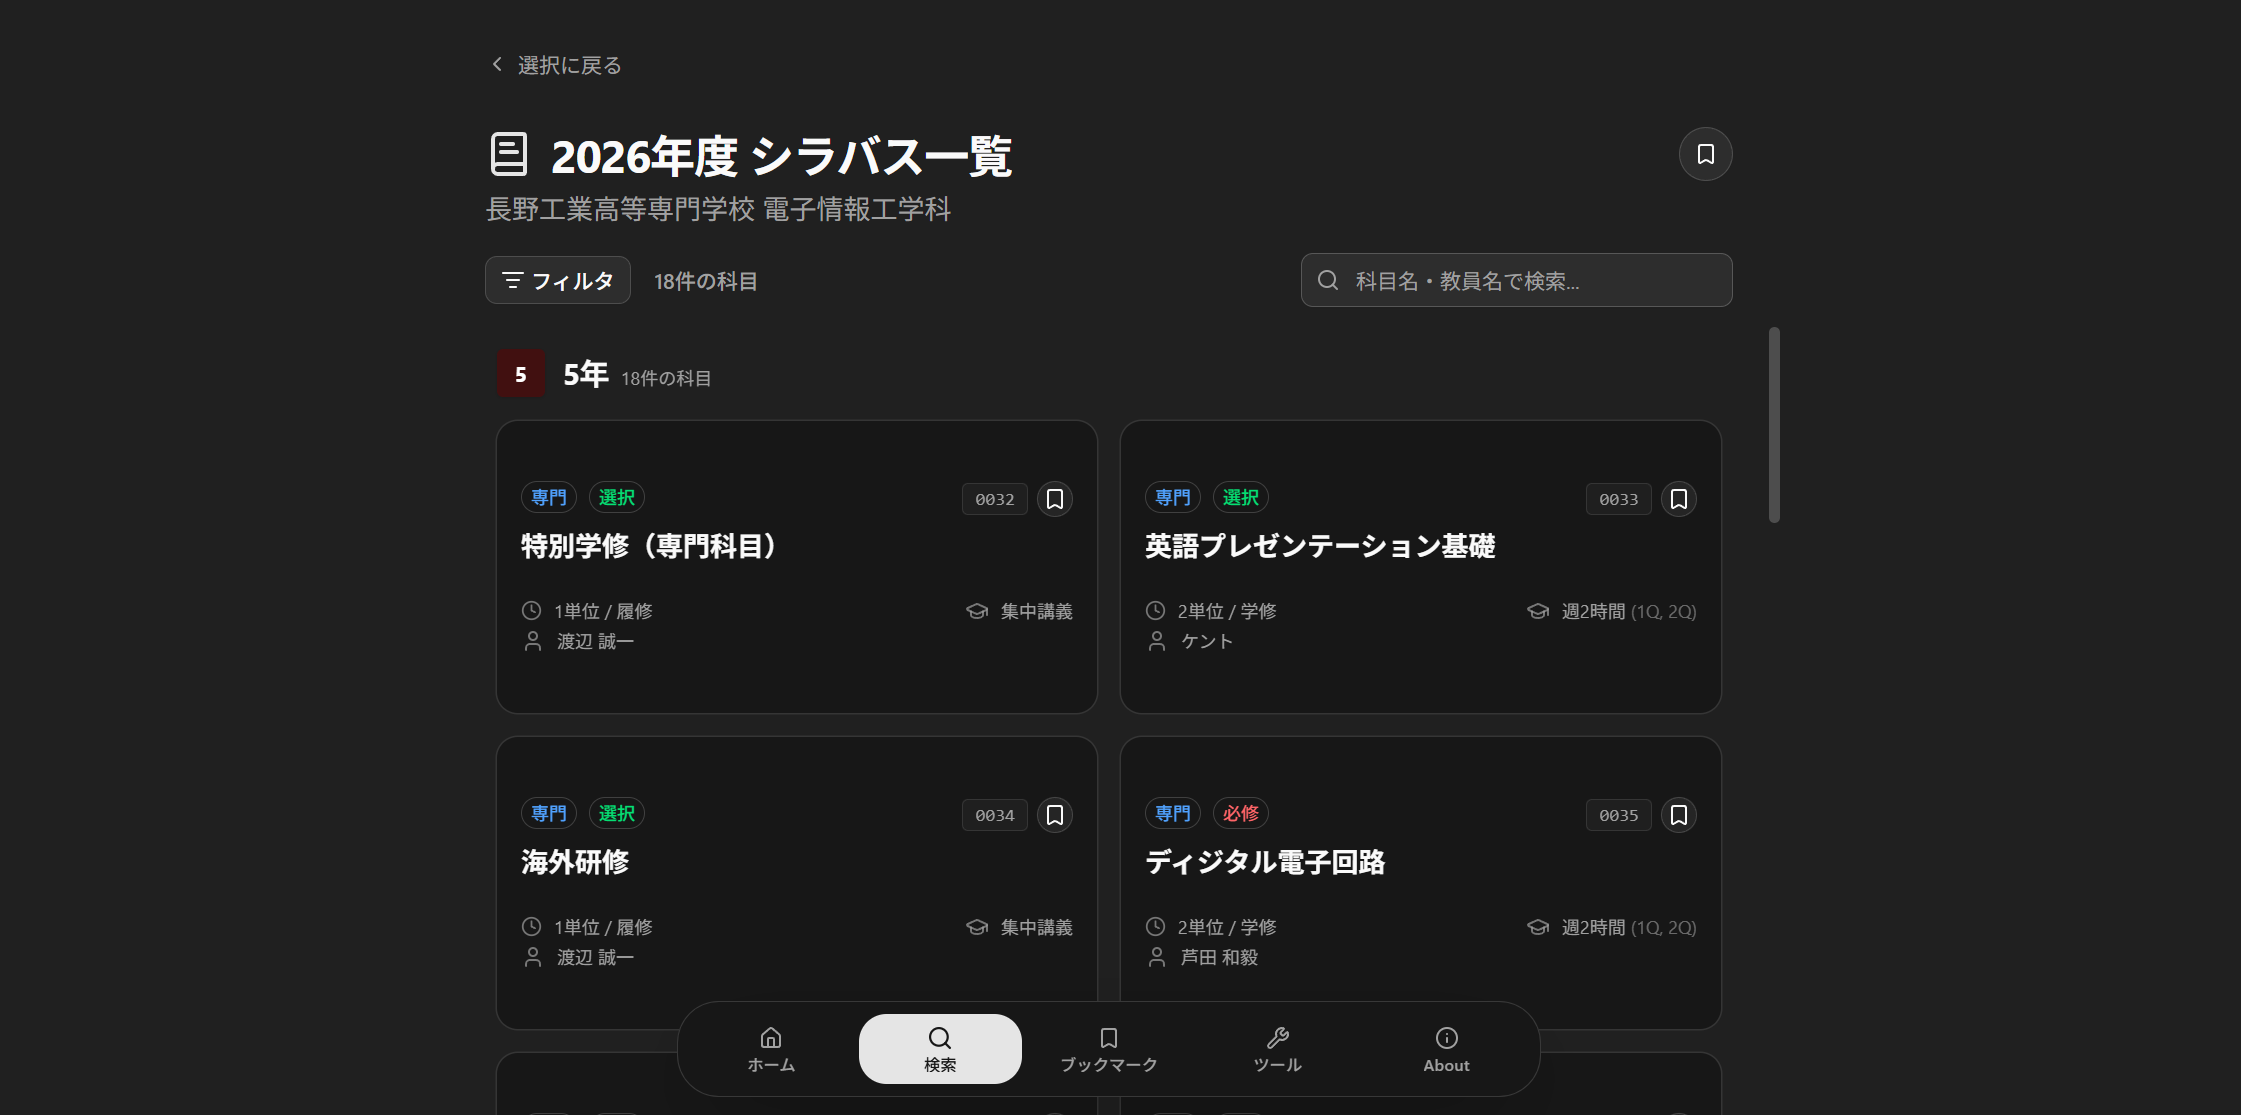 選択に戻る
2026年度 シラバス一覧
長野工業高等専門学校 電子情報工学科
フィルタ 18件の科目 科目名・教員名で検索...
5 5年 18件の科目
専門 選択 0032
特別学修（専門科目）
1単位 / 履修 集中講義
渡辺 誠一
専門 選択 0033
英語プレゼンテーション基礎
2単位 / 学修 週2時間 (1Q, 2Q)
ケント
専門 選択 0034
海外研修
1単位 / 履修 集中講義
渡辺 誠一
専門 必修 0035
ディジタル電子回路
2単位 / 学修 週2時間 (1Q, 2Q)
芦田 和毅
ホーム 検索 ブックマーク ツール About